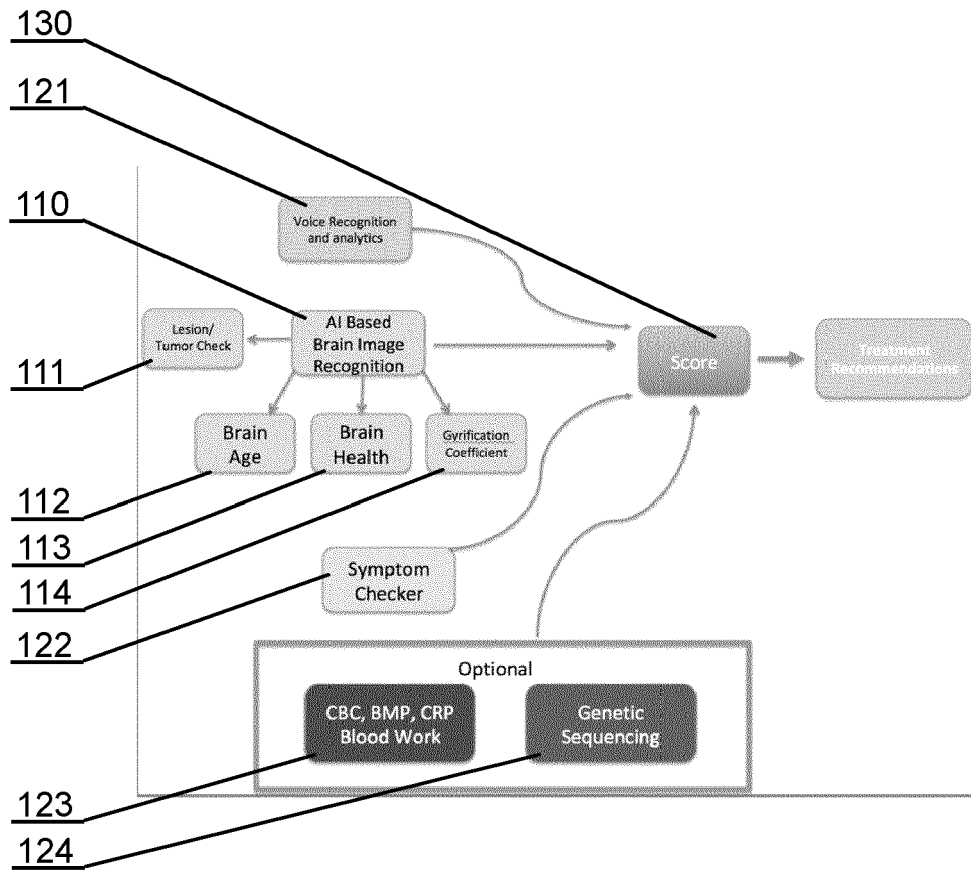 130
121
110
Voice Recognition
and analytics
Lesion/
Tumor Check
AI Based
Brain Image
Recognition
Score
Treatment
Recommendations
111
Brain
Age
Brain
Health
Gyrification
Coefficient
112
113
114
Symptom
Checker
122
Optional
CBC, BMP, CRP
Blood Work
Genetic
Sequencing
123
124